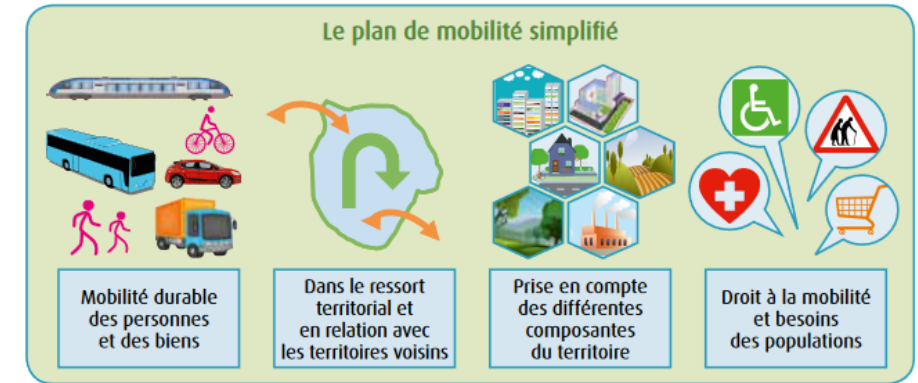 Le plan de mobilité simplifié
Mobilité durable
des personnes
et des biens
Dans le ressort
territorial et
en relation avec
les territoires voisins
Prise en compte
des différentes
composantes
du territoire
Droit à la mobilité
et besoins
des populations